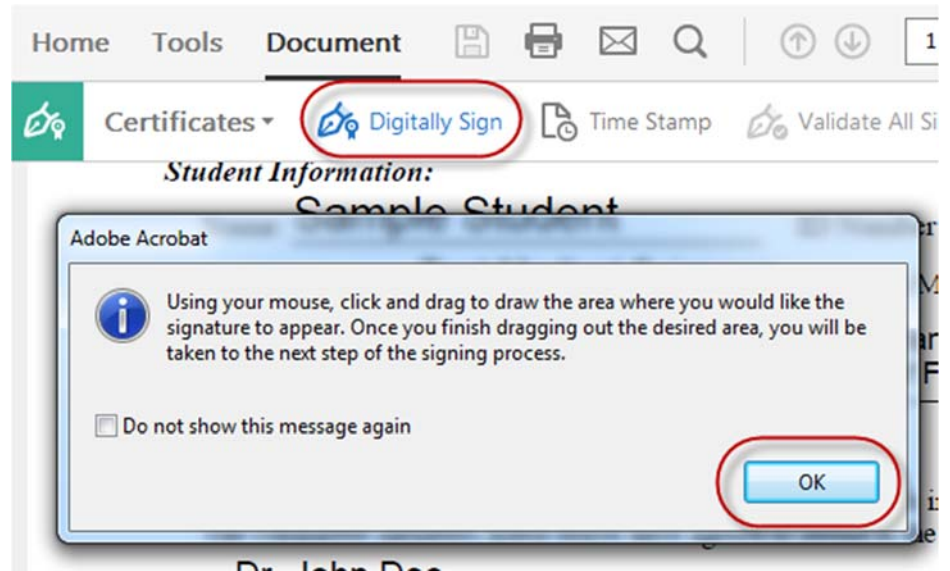 Home Tools Document 1
Certificates Digitally Sign Time Stamp Validate All Si
Student Information:
Sample Student
Adobe Acrobat
Using your mouse, click and drag to draw the area where you would like the
signature to appear. Once you finish dragging out the desired area, you will be
taken to the next step of the signing process.
Do not show this message again
OK
Dr. John Doe